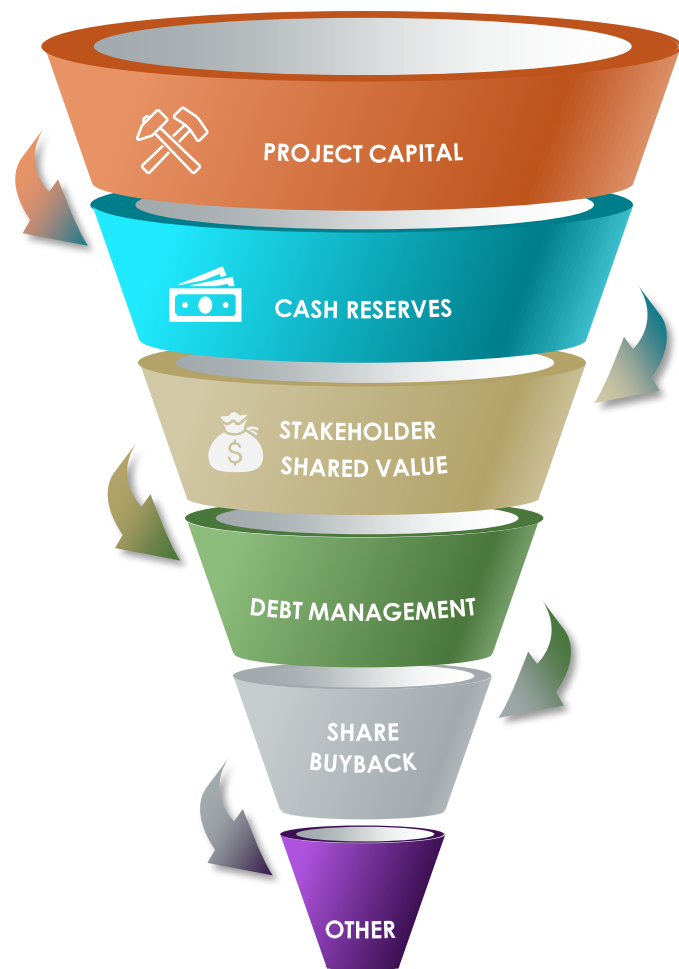 PROJECT CAPITAL
CASH RESERVES
STAKEHOLDER
SHARED VALUE
DEBT MANAGEMENT
SHARE
BUYBACK
OTHER